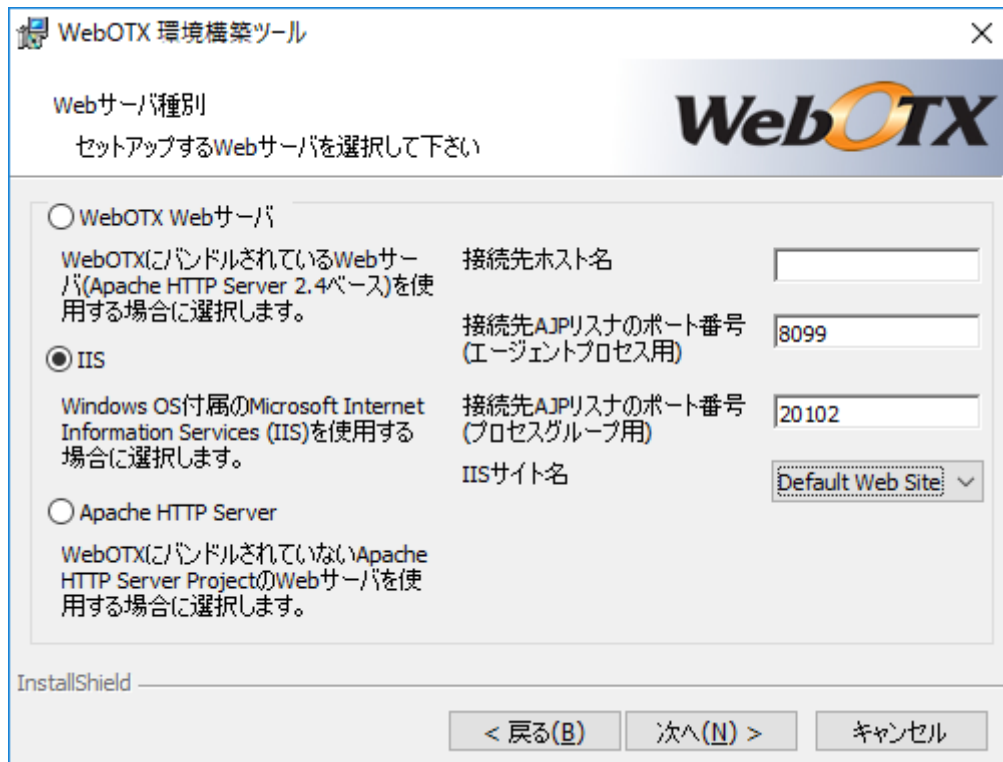 WebOTX 環境構築ツール
Webサーバ種別
セットアップするWebサーバを選択して下さい
WebOTX
WebOTX Webサーバ
WebOTXにバンドルされているWebサー
バ(Apache HTTP Server 2.4ベース)を使
用する場合に選択します。
IIS
Windows OS付属のMicrosoft Internet
Information Services (IIS)を使用する
場合に選択します。
Apache HTTP Server
WebOTXにバンドルされていないApache
HTTP Server ProjectのWebサーバを使
用する場合に選択します。
接続先ホスト名
接続先AJPリスナのポート番号
(エージェントプロセス用)
8099
接続先AJPリスナのポート番号
(プロセスグループ用)
20102
IISサイト名
Default Web Site
InstallShield
< 戻る(B)
次へ(N) >
キャンセル